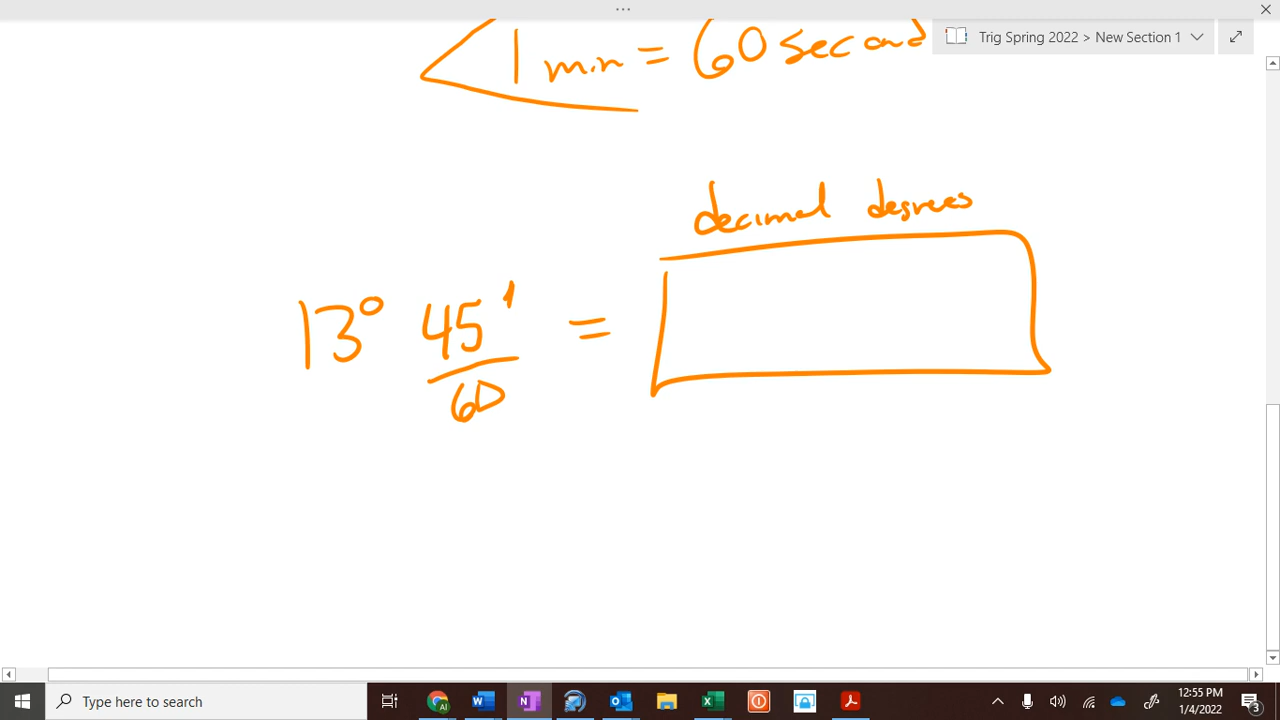 ...
Trig Spring 2022 > New Section 1
1 min = 60 second
decimal degrees
13° 45' =
60
Type here to search
12:55 PM
1/4/2022
3